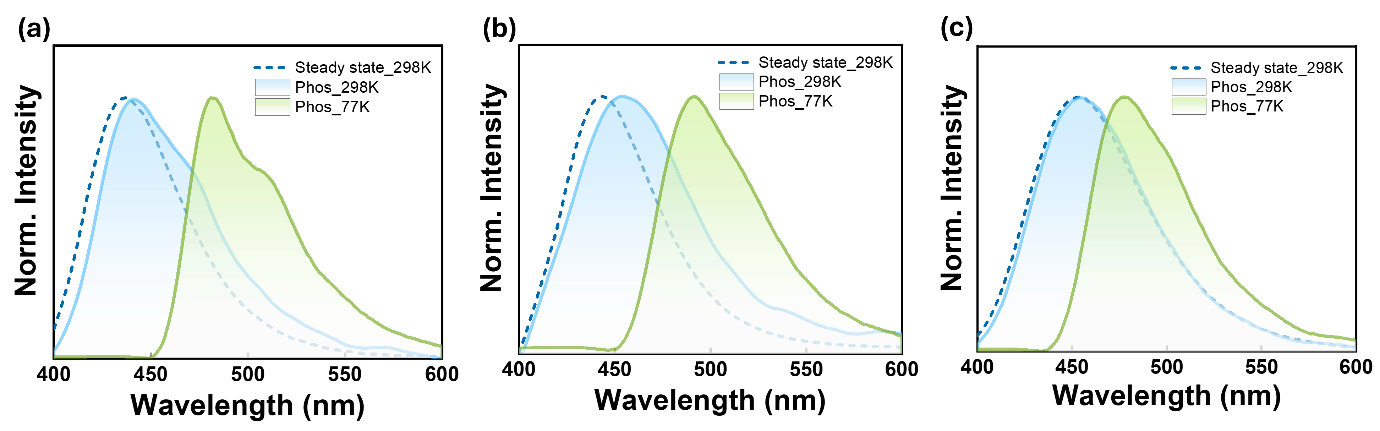 (a)
Steady state_298K
Phos_298K
Phos_77K
Norm. Intensity
400 450 500 550 600
Wavelength (nm)
(b)
Steady state_298K
Phos_298K
Phos_77K
Norm. Intensity
400 450 500 550 600
Wavelength (nm)
(c)
Steady state_298K
Phos_298K
Phos_77K
Norm. Intensity
400 450 500 550 600
Wavelength (nm)